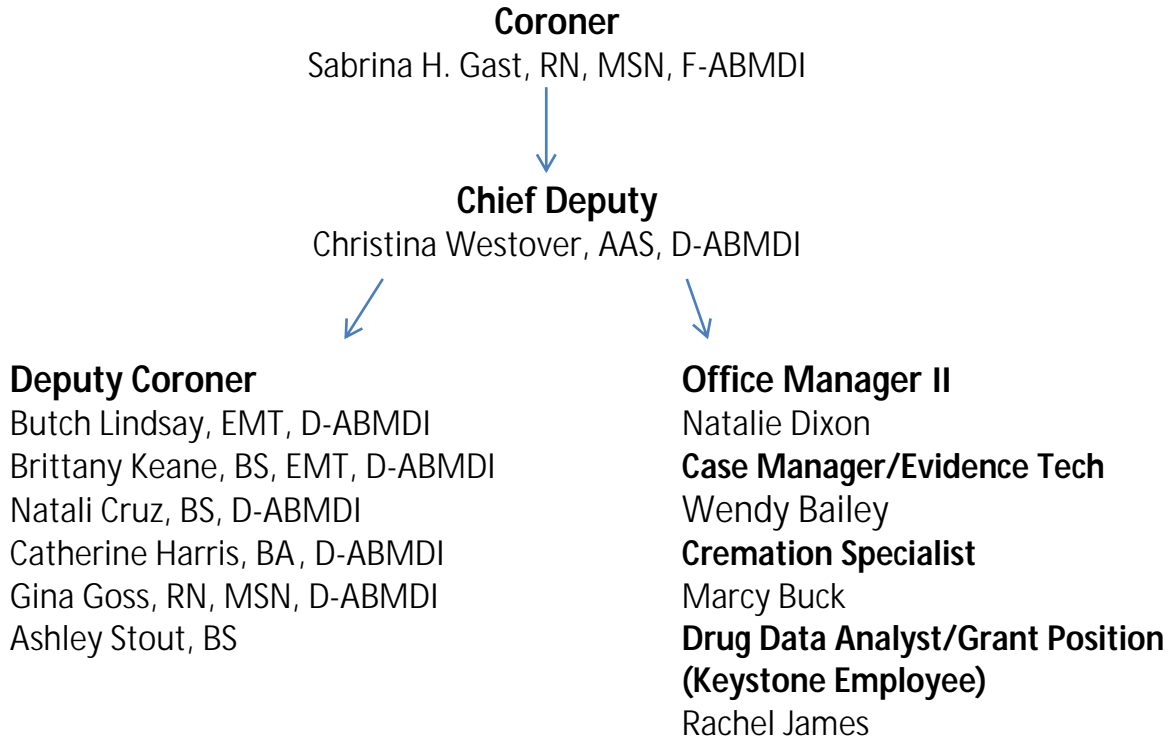 Coroner
Sabrina H. Gast, RN, MSN, F-ABMDI
Chief Deputy
Christina Westover, AAS, D-ABMDI
Deputy Coroner
Butch Lindsay, EMT, D-ABMDI
Brittany Keane, BS, EMT, D-ABMDI
Natali Cruz, BS, D-ABMDI
Catherine Harris, BA, D-ABMDI
Gina Goss, RN, MSN, D-ABMDI
Ashley Stout, BS
Office Manager II
Natalie Dixon
Case Manager/Evidence Tech
Wendy Bailey
Cremation Specialist
Marcy Buck
Drug Data Analyst/Grant Position
(Keystone Employee)
Rachel James